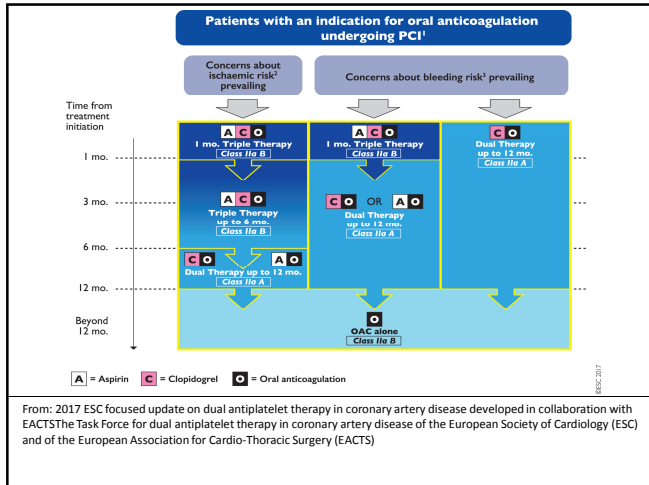 Patients with an indication for oral anticoagulation
undergoing PCI¹
Concerns about
ischaemic risk²
prevailing
Concerns about bleeding risk³ prevailing
Time from
treatment
initiation
1 mo.
3 mo.
6 mo.
12 mo.
Beyond
12 mo.
A C O
1 mo. Triple Therapy
Class IIa B
A C O
Triple Therapy
up to 6 mo.
Class IIa B
C O
A O
Dual Therapy up to 12 mo.
Class IIa A
A C O
1 mo. Triple Therapy
Class IIa B
C O OR A O
Dual Therapy
up to 12 mo.
Class IIa A
C O
Dual Therapy
up to 12 mo.
Class IIa A
O
OAC alone
Class IIa B
A = Aspirin C = Clopidogrel O = Oral anticoagulation
©ESC 2017
From: 2017 ESC focused update on dual antiplatelet therapy in coronary artery disease developed in collaboration with
EACTSThe Task Force for dual antiplatelet therapy in coronary artery disease of the European Society of Cardiology (ESC)
and of the European Association for Cardio-Thoracic Surgery (EACTS)